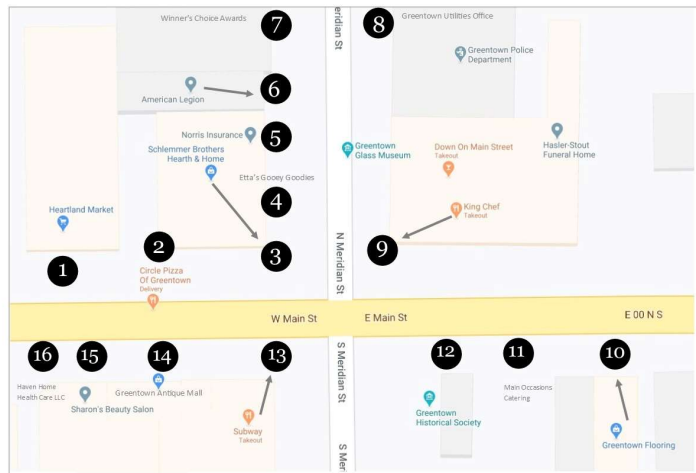 Winner's Choice Awards
7
Meridian St
8
Greentown Utilities Office
Greentown Police
Department
American Legion
6
Norris Insurance
5
Schlemmer Brothers
Hearth & Home
Greentown
Glass Museum
Down On Main Street
Takeout
Hasler-Stout
Funeral Home
Etta's Gooey Goodies
4
Heartland Market
King Chef
Takeout
1
2
3
N Meridian St
9
Circle Pizza
Of Greentown
Delivery
W Main St
E Main St
E 00 N S
16
15
14
13
S Meridian St
12
11
10
Haven Home
Health Care LLC
Greentown Antique Mall
Sharon's Beauty Salon
Main Occasions
Catering
Greentown
Historical Society
Subway
Takeout
Greentown Flooring
S Mer